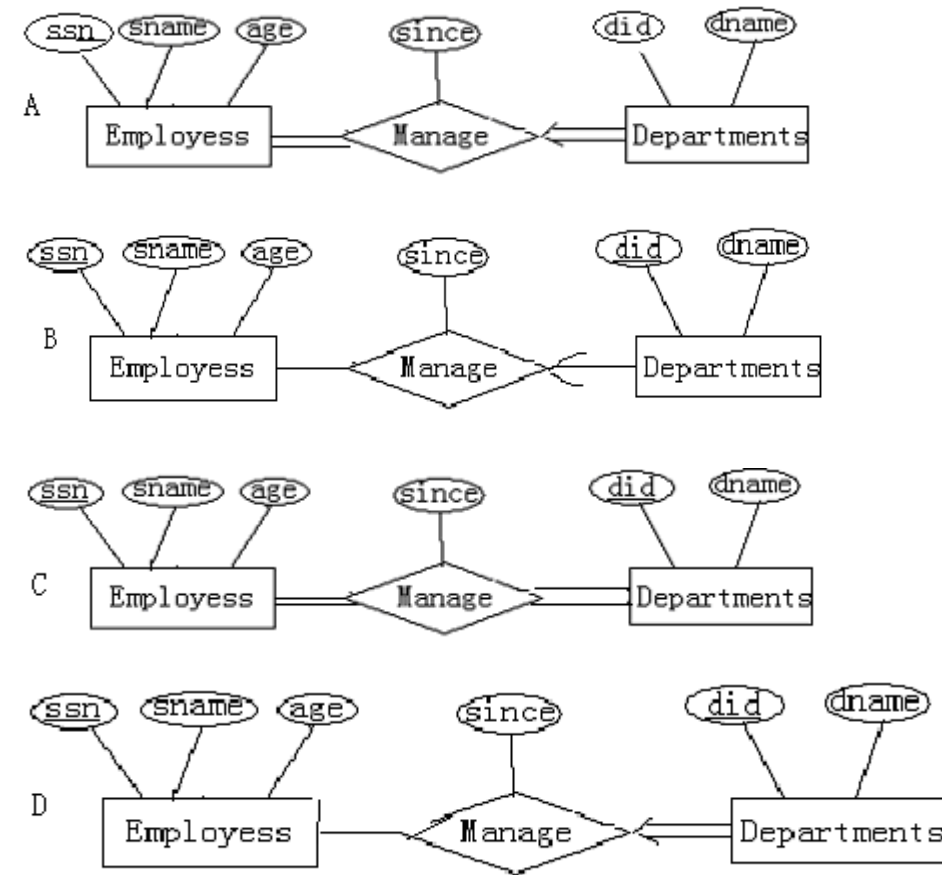 ssn sname age since did dname
A Employess Manage Departments
ssn sname age since did dname
B Employess Manage Departments
ssn sname age since did dname
C Employess Manage Departments
ssn sname age since did dname
D Employess Manage Departments